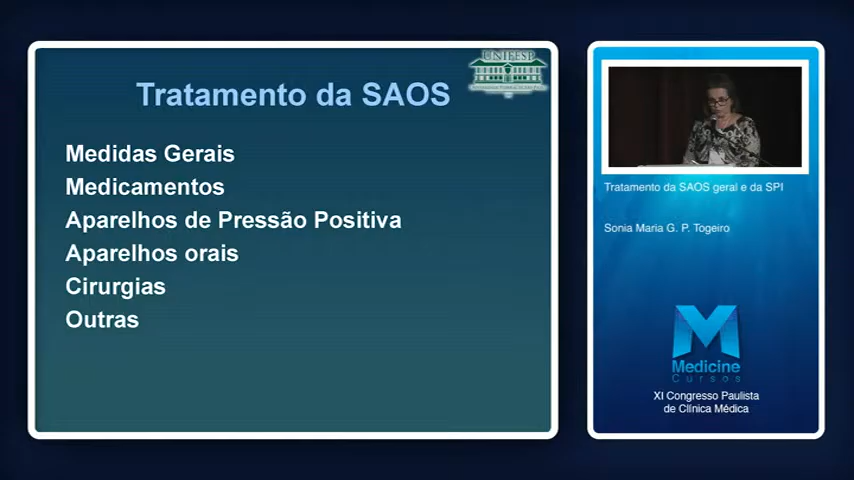 UNIFESP
Tratamento da SAOS
Medidas Gerais
Medicamentos
Aparelhos de Pressão Positiva
Aparelhos orais
Cirurgias
Outras
Tratamento da SAOS geral e da SPI
Sonia Maria G. P. Togeiro
Medicine
Cursos
XI Congresso Paulista
de Clínica Médica